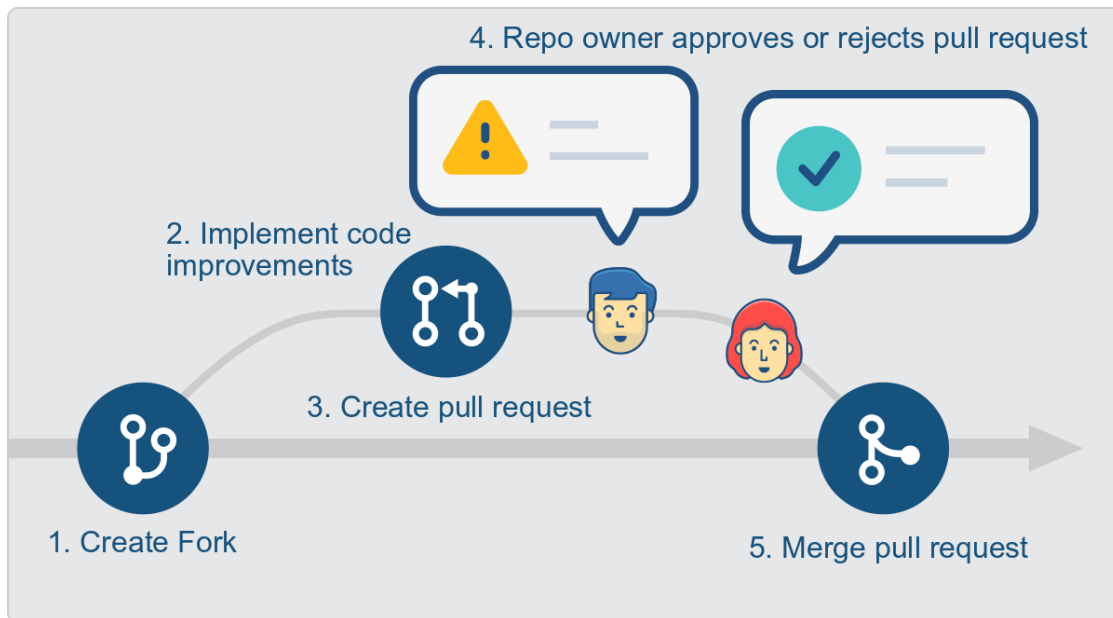 4. Repo owner approves or rejects pull request
2. Implement code
improvements
3. Create pull request
1. Create Fork
5. Merge pull request